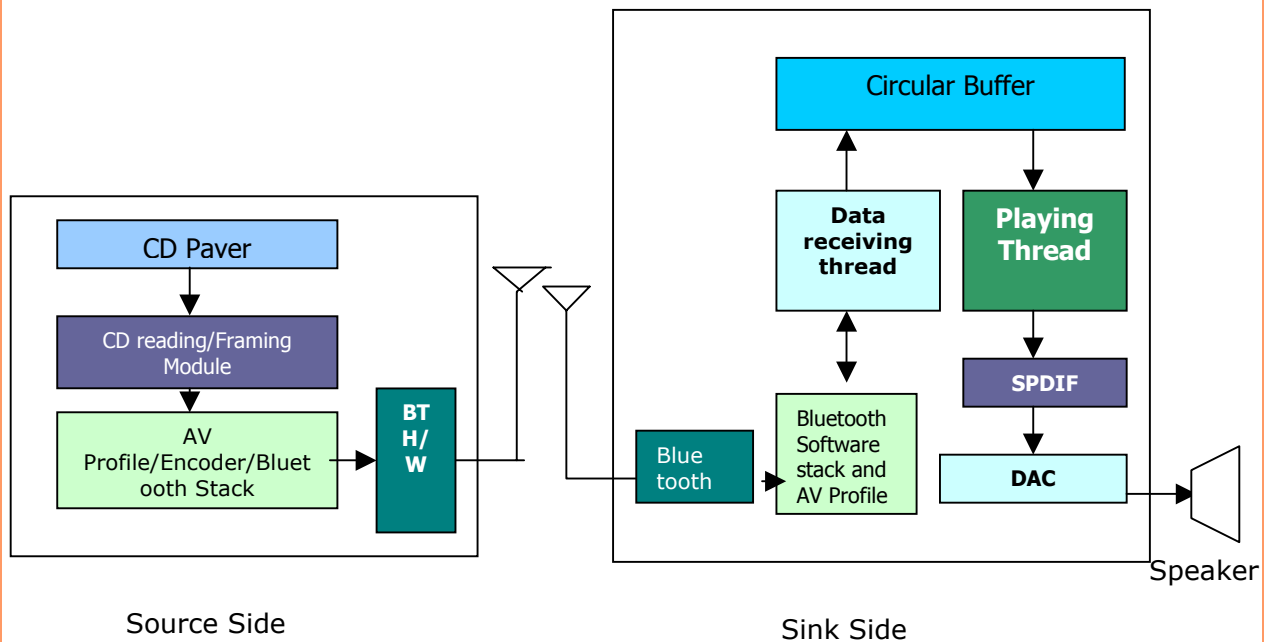 CD Paver
CD reading/Framing
Module
AV
Profile/Encoder/Bluet
ooth Stack
BT
H/
W
Source Side
Circular Buffer
Data
receiving
thread
Playing
Thread
SPDIF
DAC
Blue
tooth
Bluetooth
Software
stack and
AV Profile
Speaker
Sink Side